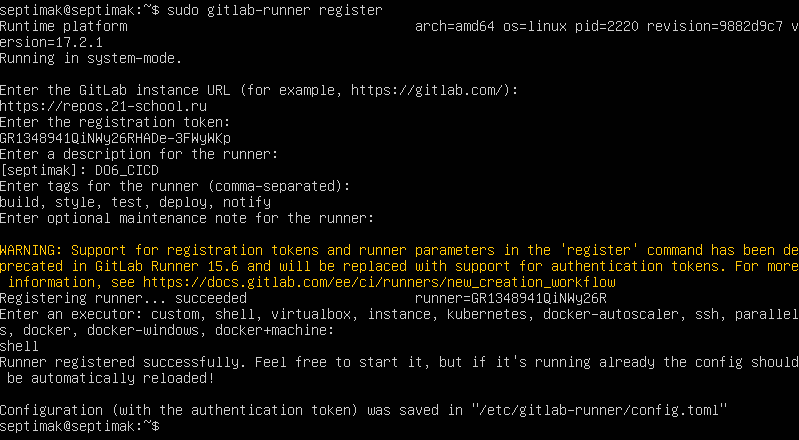 septimak@septimak:~$ sudo gitlab-runner register
Runtime platform                                    arch=amd64 os=linux pid=2220 revision=9882d9c7 v
ersion=17.2.1
Running in system-mode.

Enter the GitLab instance URL (for example, https://gitlab.com/):
https://repos.21-school.ru
Enter the registration token:
GR1348941QiNWy26RHADe-3FWyWKp
Enter a description for the runner:
[septimak]: DO6_CICD
Enter tags for the runner (comma-separated):
build, style, test, deploy, notify
Enter optional maintenance note for the runner:

WARNING: Support for registration tokens and runner parameters in the 'register' command has been de
precated in GitLab Runner 15.6 and will be replaced with support for authentication tokens. For more
 information, see https://docs.gitlab.com/ee/ci/runners/new_creation_workflow
Registering runner... succeeded                     runner=GR1348941QiNWy26R
Enter an executor: custom, shell, virtualbox, instance, kubernetes, docker-autoscaler, ssh, parallel
s, docker, docker-windows, docker+machine:
shell
Runner registered successfully. Feel free to start it, but if it's running already the config should
 be automatically reloaded!

Configuration (with the authentication token) was saved in "/etc/gitlab-runner/config.toml"
septimak@septimak:~$